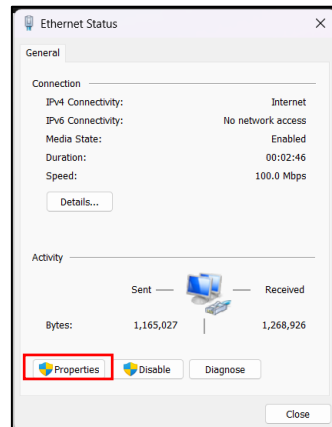 Ethernet Status
General
Connection
IPv4 Connectivity: Internet
IPv6 Connectivity: No network access
Media State: Enabled
Duration: 00:02:46
Speed: 100.0 Mbps
Details...
Activity
Sent Received
Bytes: 1,165,027 1,268,926
Properties Disable Diagnose
Close